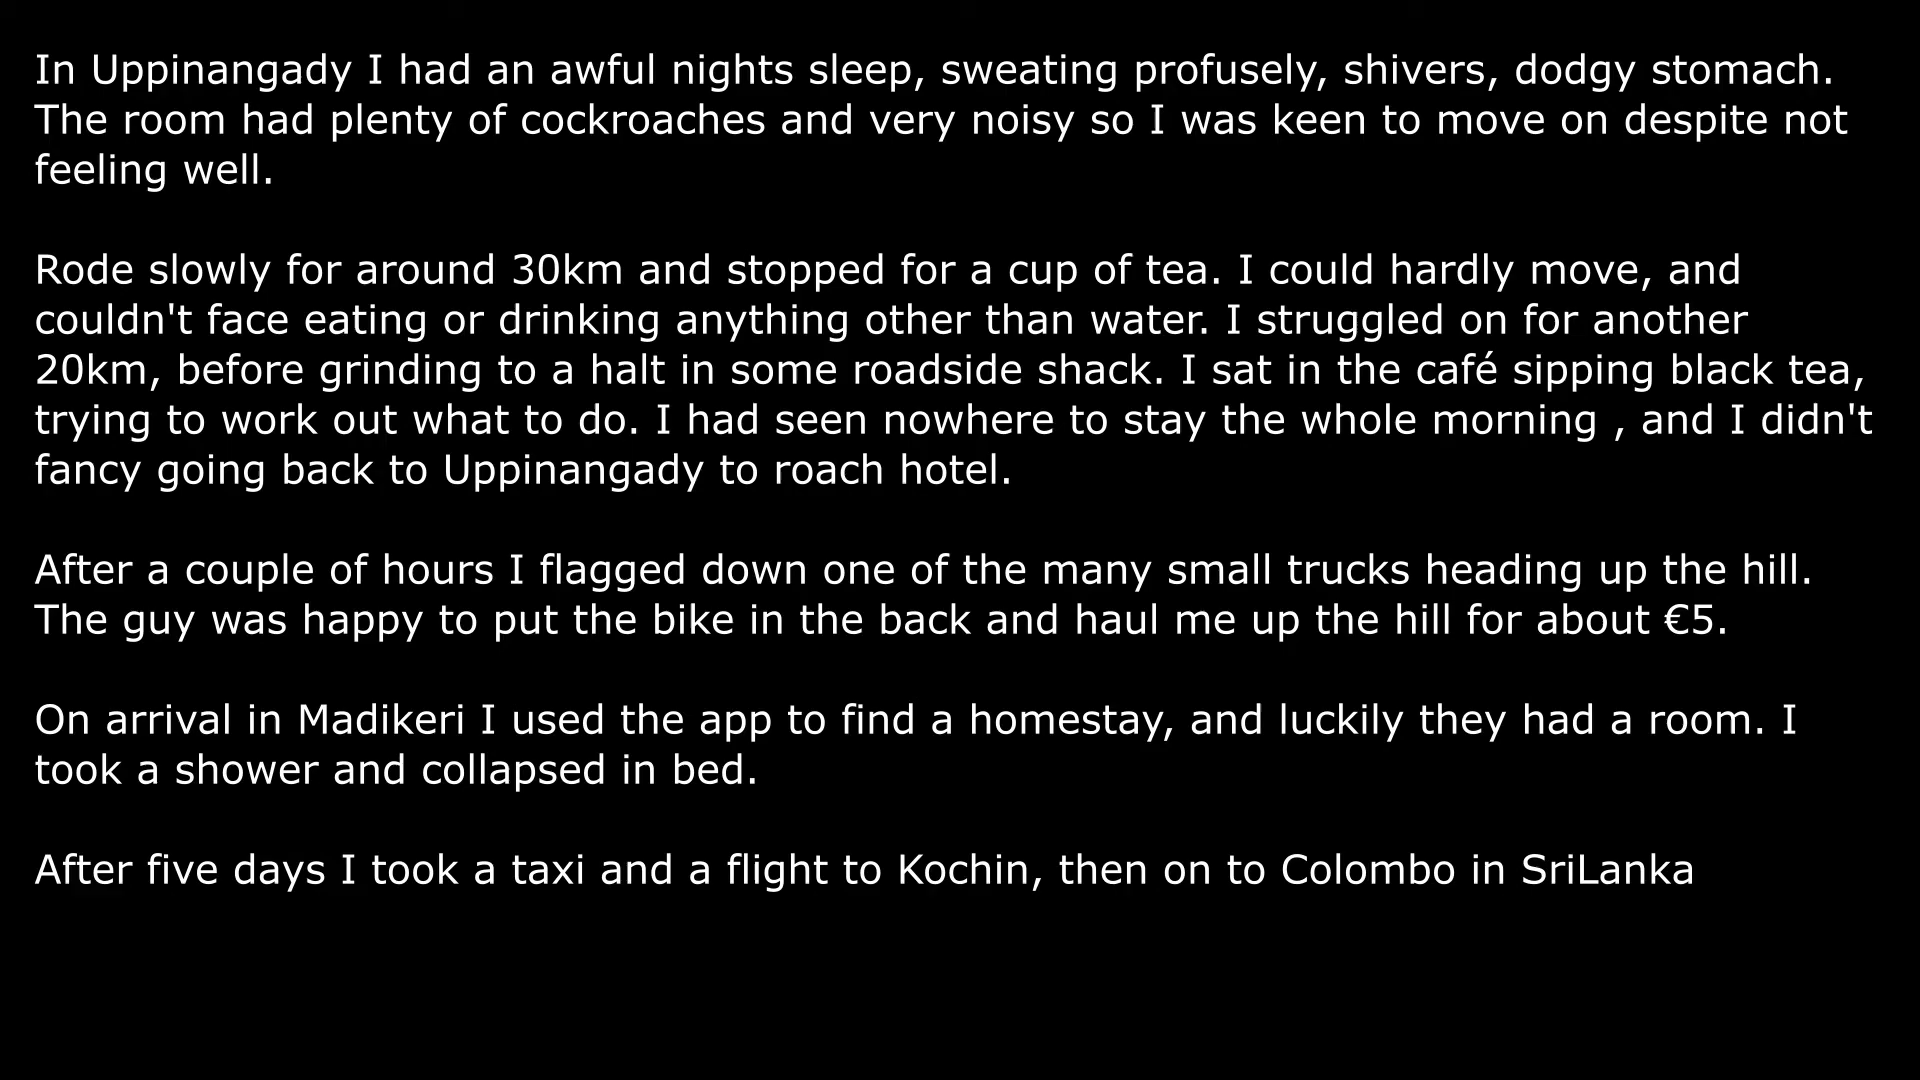 In Uppinangady I had an awful nights sleep, sweating profusely, shivers, dodgy stomach.
The room had plenty of cockroaches and very noisy so I was keen to move on despite not
feeling well.
Rode slowly for around 30km and stopped for a cup of tea. I could hardly move, and
couldn't face eating or drinking anything other than water. I struggled on for another
20km, before grinding to a halt in some roadside shack. I sat in the café sipping black tea,
trying to work out what to do. I had seen nowhere to stay the whole morning , and I didn't
fancy going back to Uppinangady to roach hotel.
After a couple of hours I flagged down one of the many small trucks heading up the hill.
The guy was happy to put the bike in the back and haul me up the hill for about €5.
On arrival in Madikeri I used the app to find a homestay, and luckily they had a room. I
took a shower and collapsed in bed.
After five days I took a taxi and a flight to Kochin, then on to Colombo in SriLanka